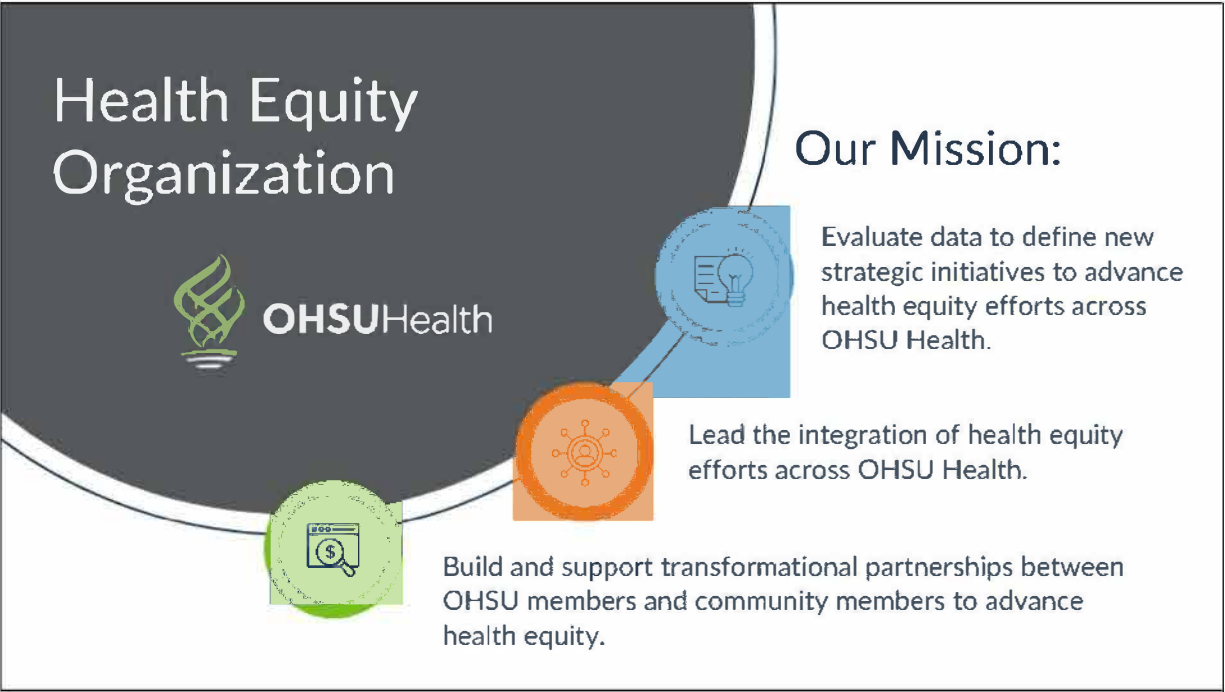 Health Equity
Organization
OHSUHealth
Our Mission:
Evaluate data to define new
strategic initiatives to advance
health equity efforts across
OHSU Health.
Lead the integration of health equity
efforts across OHSU Health.
$
Build and support transformational partnerships between
OHSU members and community members to advance
health equity.